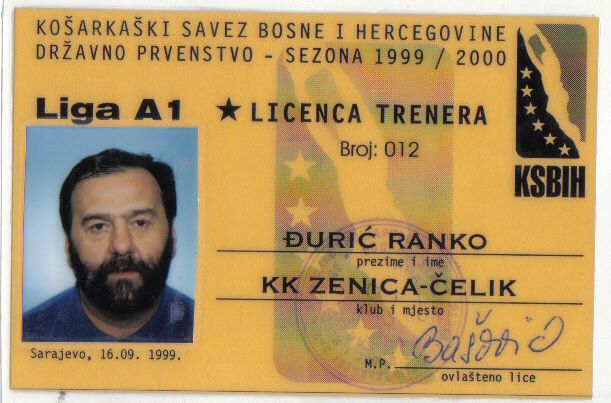 KOŠARKAŠKI SAVEZ BOSNE I HERCEGOVINE
DRŽAVNO PRVENSTVO - SEZONA 1999 / 2000
Liga A1 ★ LICENCA TRENERA
Broj: 012
KSBIH
ĐURIĆ RANKO
prezime i ime
KK ZENICA-ČELIK
klub i mjesto
Sarajevo, 16.09. 1999.
M.P.
ovlašteno lice